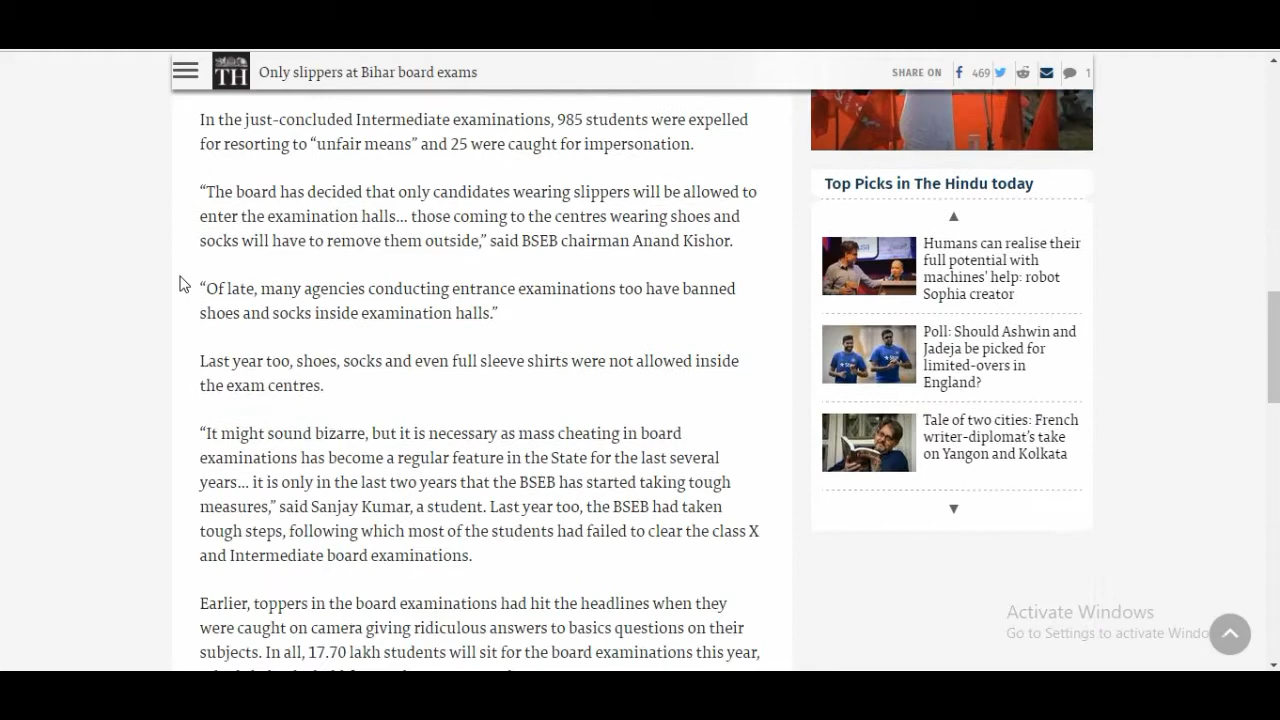 TH
Only slippers at Bihar board exams
SHARE ON
469
1
In the just-concluded Intermediate examinations, 985 students were expelled
for resorting to “unfair means” and 25 were caught for impersonation.
“The board has decided that only candidates wearing slippers will be allowed to
enter the examination halls... those coming to the centres wearing shoes and
socks will have to remove them outside,” said BSEB chairman Anand Kishor.
“Of late, many agencies conducting entrance examinations too have banned
shoes and socks inside examination halls.”
Last year too, shoes, socks and even full sleeve shirts were not allowed inside
the exam centres.
“It might sound bizarre, but it is necessary as mass cheating in board
examinations has become a regular feature in the State for the last several
years... it is only in the last two years that the BSEB has started taking tough
measures,” said Sanjay Kumar, a student. Last year too, the BSEB had taken
tough steps, following which most of the students had failed to clear the class X
and Intermediate board examinations.
Earlier, toppers in the board examinations had hit the headlines when they
were caught on camera giving ridiculous answers to basics questions on their
subjects. In all, 17.70 lakh students will sit for the board examinations this year,
Top Picks in The Hindu today
Humans can realise their
full potential with
machines' help: robot
Sophia creator
Poll: Should Ashwin and
Jadeja be picked for
limited-overs in
England?
Tale of two cities: French
writer-diplomat's take
on Yangon and Kolkata
Activate Windows
Go to Settings to activate Windo